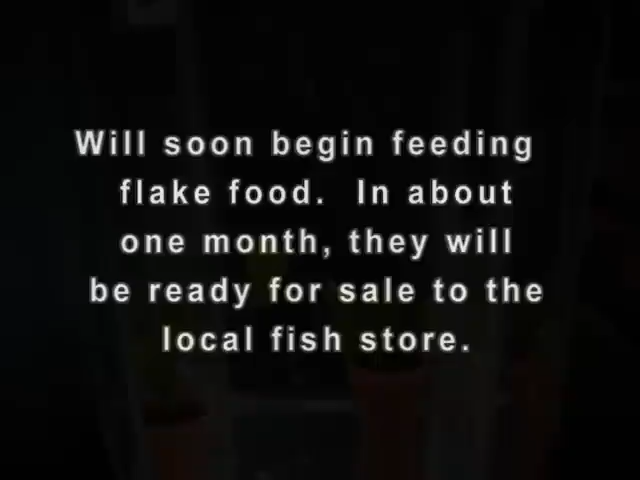 Will soon begin feeding
flake food.  In about
one month, they will
be ready for sale to the
local fish store.